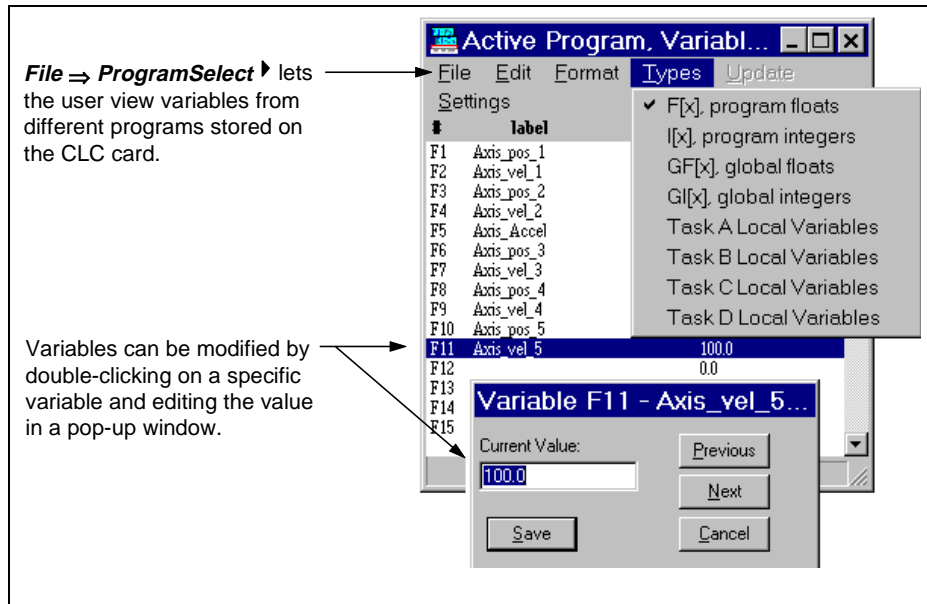 File ⇒ ProgramSelect lets
the user view variables from
different programs stored on
the CLC card.
Variables can be modified by
double-clicking on a specific
variable and editing the value
in a pop-up window.
Active Program, Variabl...
File Edit Format Types Update
Settings
# label
F1 Axis_pos_1
F2 Axis_vel_1
F3 Axis_pos_2
F4 Axis_vel_2
F5 Axis_Accel
F6 Axis_pos_3
F7 Axis_vel_3
F8 Axis_pos_4
F9 Axis_vel_4
F10 Axis_pos_5
F11 Axis_vel_5 100.0
F12 0.0
F13
F14
F15
F[x], program floats
I[x], program integers
GF[x], global floats
GI[x], global integers
Task A Local Variables
Task B Local Variables
Task C Local Variables
Task D Local Variables
Variable F11 - Axis_vel_5...
Current Value:
100.0
Previous
Next
Save
Cancel